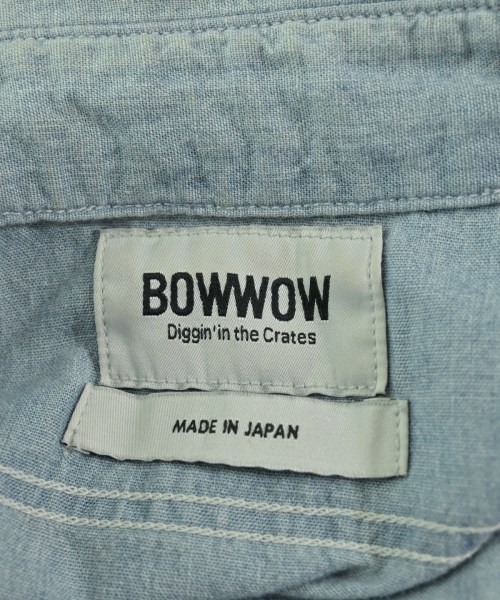 BOWWOW
Diggin' in the Crates
MADE IN JAPAN